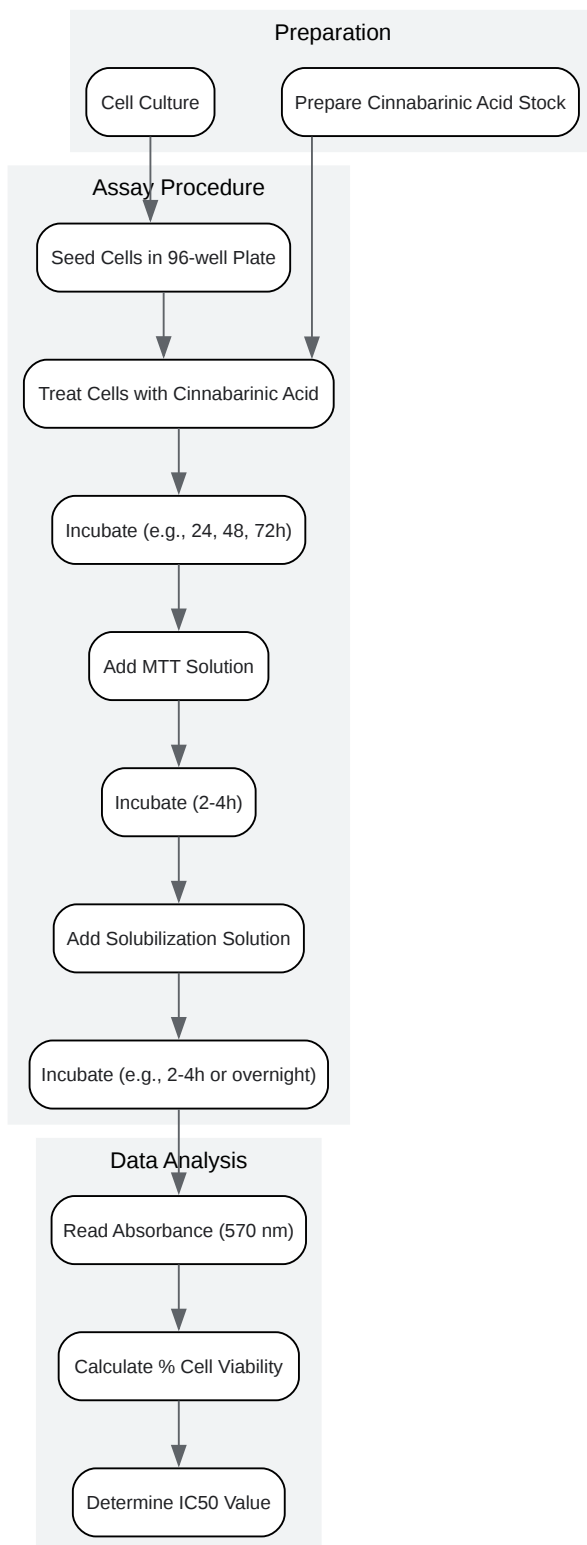 Preparation
Cell Culture
Prepare Cinnabarinic Acid Stock
Assay Procedure
Seed Cells in 96-well Plate
Treat Cells with Cinnabarinic Acid
Incubate (e.g., 24, 48, 72h)
Add MTT Solution
Incubate (2-4h)
Add Solubilization Solution
Incubate (e.g., 2-4h or overnight)
Data Analysis
Read Absorbance (570 nm)
Calculate % Cell Viability
Determine IC50 Value